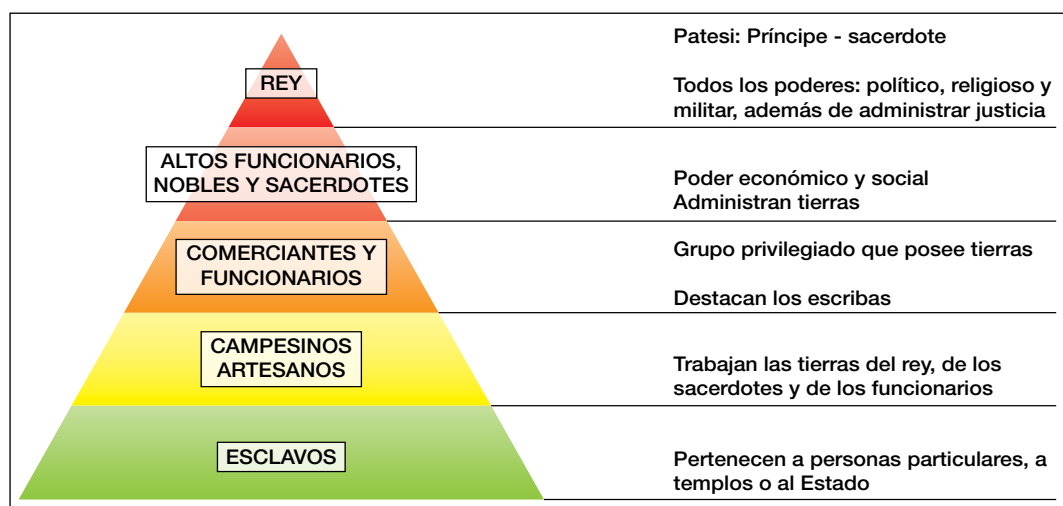 Patesi: Príncipe - sacerdote
REY
Todos los poderes: político, religioso y
militar, además de administrar justicia
ALTOS FUNCIONARIOS,
NOBLES Y SACERDOTES
Poder económico y social
Administran tierras
COMERCIANTES Y
FUNCIONARIOS
Grupo privilegiado que posee tierras
Destacan los escribas
CAMPESINOS
ARTESANOS
Trabajan las tierras del rey, de los
sacerdotes y de los funcionarios
ESCLAVOS
Pertenecen a personas particulares, a
templos o al Estado